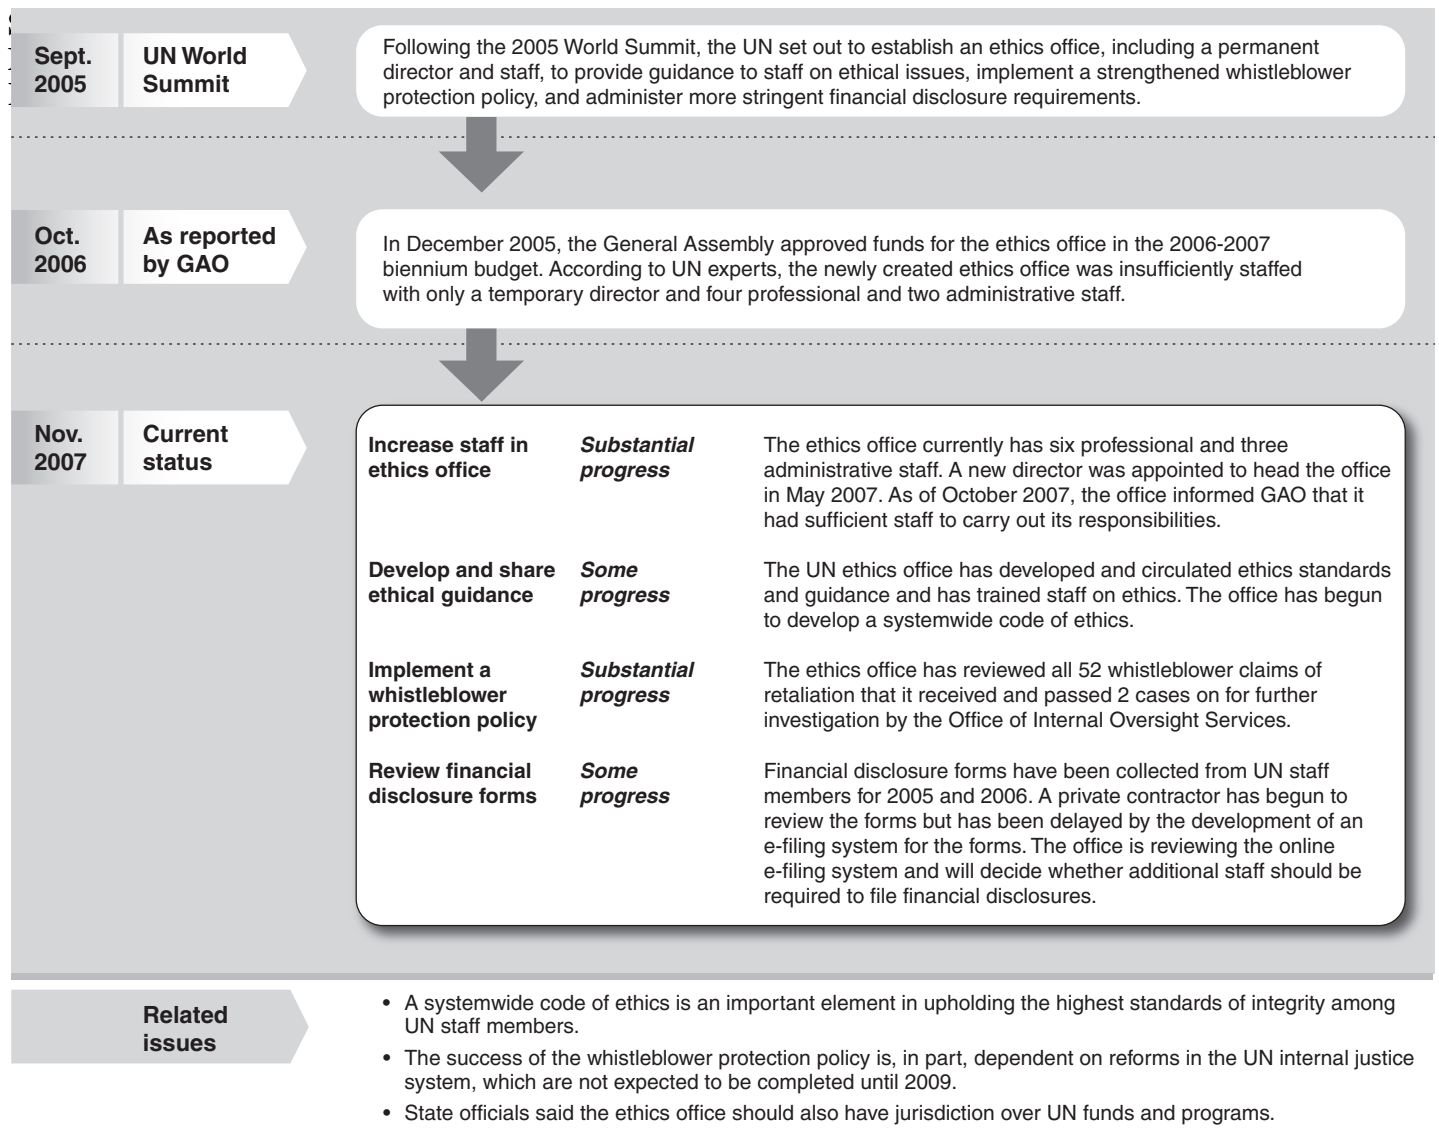 Sept.
2005
UN World
Summit
Following the 2005 World Summit, the UN set out to establish an ethics office, including a permanent
director and staff, to provide guidance to staff on ethical issues, implement a strengthened whistleblower
protection policy, and administer more stringent financial disclosure requirements.
Oct.
2006
As reported
by GAO
In December 2005, the General Assembly approved funds for the ethics office in the 2006-2007
biennium budget. According to UN experts, the newly created ethics office was insufficiently staffed
with only a temporary director and four professional and two administrative staff.
Nov.
2007
Current
status
Increase staff in
ethics office
Substantial
progress
The ethics office currently has six professional and three
administrative staff. A new director was appointed to head the office
in May 2007. As of October 2007, the office informed GAO that it
had sufficient staff to carry out its responsibilities.
Develop and share
ethical guidance
Some
progress
The UN ethics office has developed and circulated ethics standards
and guidance and has trained staff on ethics. The office has begun
to develop a systemwide code of ethics.
Implement a
whistleblower
protection policy
Substantial
progress
The ethics office has reviewed all 52 whistleblower claims of
retaliation that it received and passed 2 cases on for further
investigation by the Office of Internal Oversight Services.
Review financial
disclosure forms
Some
progress
Financial disclosure forms have been collected from UN staff
members for 2005 and 2006. A private contractor has begun to
review the forms but has been delayed by the development of an
e-filing system for the forms. The office is reviewing the online
e-filing system and will decide whether additional staff should be
required to file financial disclosures.
Related
issues
• A systemwide code of ethics is an important element in upholding the highest standards of integrity among
UN staff members.
• The success of the whistleblower protection policy is, in part, dependent on reforms in the UN internal justice
system, which are not expected to be completed until 2009.
• State officials said the ethics office should also have jurisdiction over UN funds and programs.